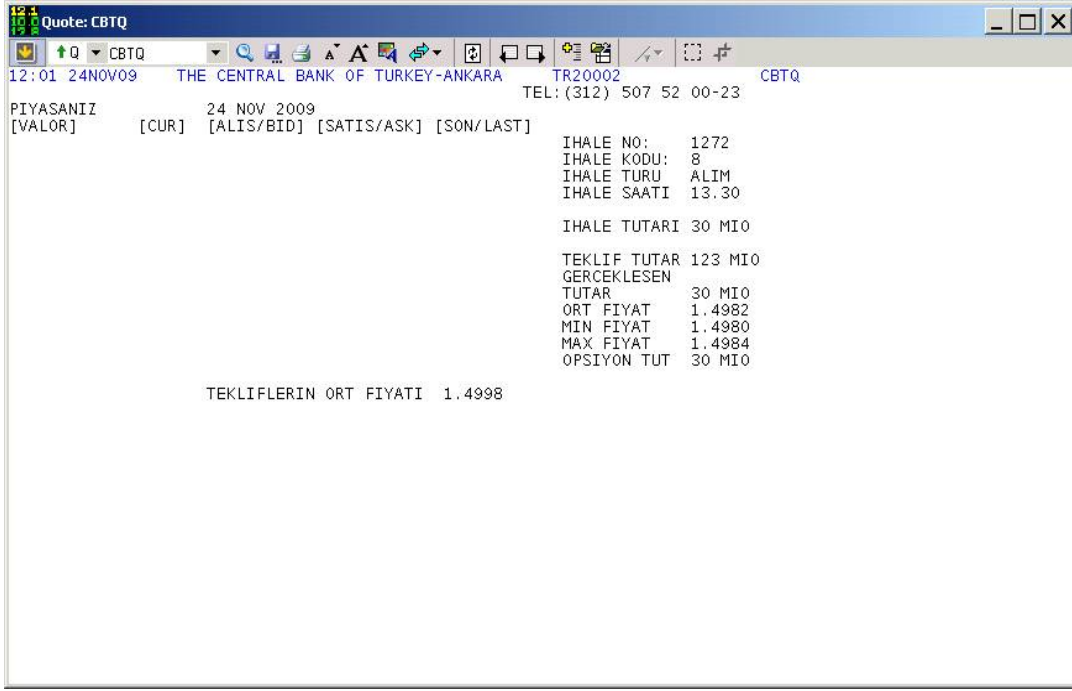 Quote: CBTQ
Q CBTQ
12:01 24NOV09 THE CENTRAL BANK OF TURKEY-ANKARA TR20002 CBTQ
TEL:(312) 507 52 00-23
PIYASANIZ 24 NOV 2009
[VALOR] [CUR] [ALIS/BID] [SATIS/ASK] [SON/LAST]
IHALE NO: 1272
IHALE KODU: 8
IHALE TURU ALIM
IHALE SAATI 13.30
IHALE TUTARI 30 MIO
TEKLIF TUTAR 123 MIO
GERCEKLESEN
TUTAR 30 MIO
ORT FIYAT 1.4982
MIN FIYAT 1.4980
MAX FIYAT 1.4984
OPSIYON TUT 30 MIO
TEKLIFLERIN ORT FIYATI 1.4998